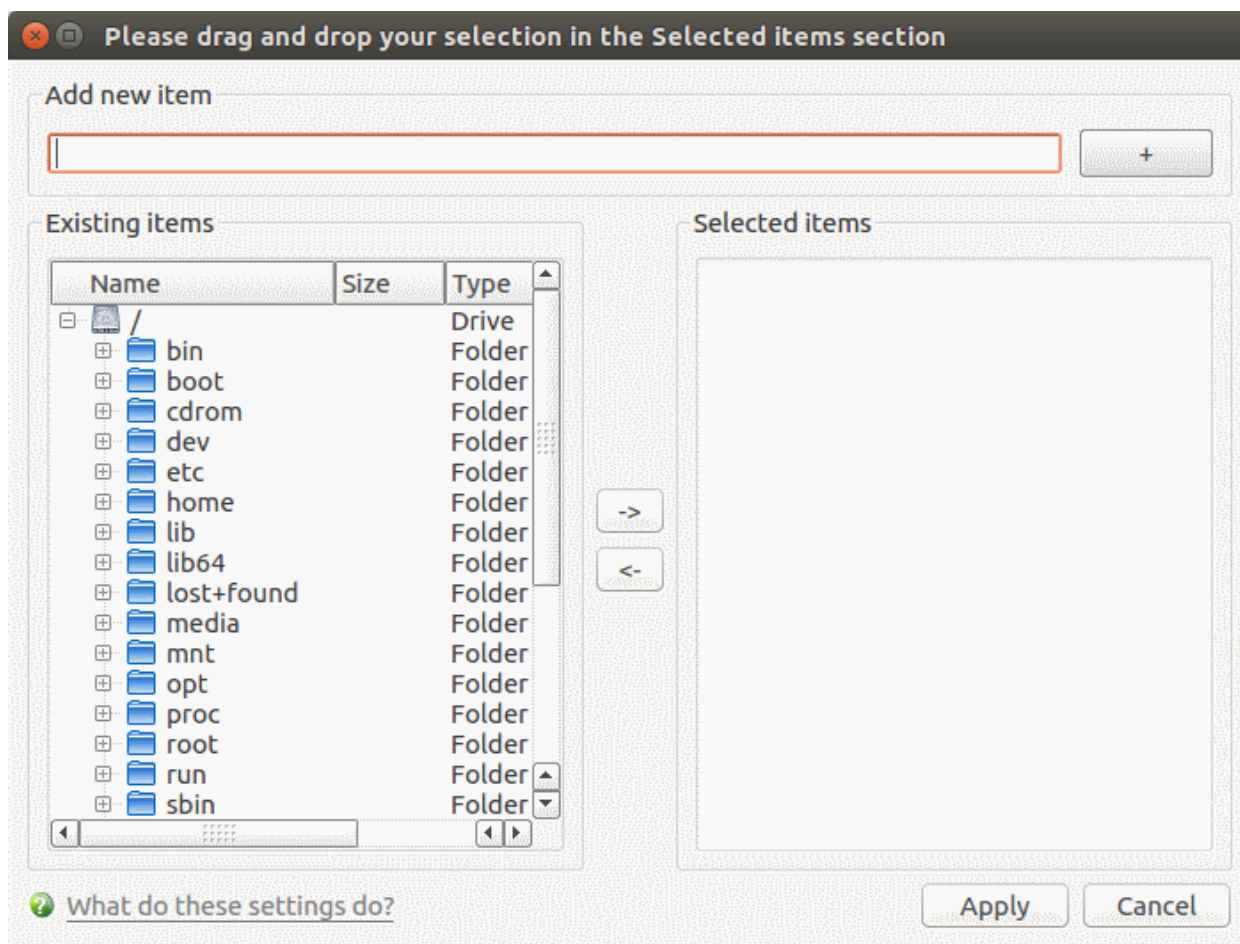 Please drag and drop your selection in the Selected items section
Add new item
+
Existing items
Selected items
Name Size Type
/ Drive
bin Folder
boot Folder
cdrom Folder
dev Folder
etc Folder
home Folder
lib Folder
lib64 Folder
lost+found Folder
media Folder
mnt Folder
opt Folder
proc Folder
root Folder
run Folder
sbin Folder
->
<-
What do these settings do?
Apply
Cancel